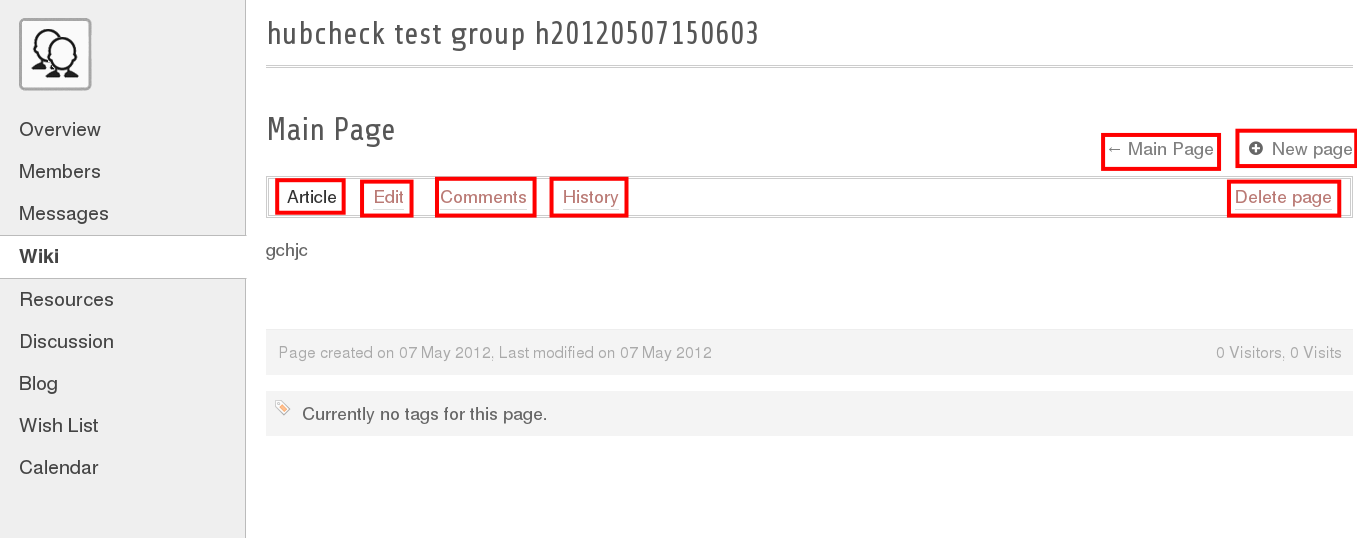 hubcheck test group h20120507150603
Overview
Members
Messages
Wiki
Resources
Discussion
Blog
Wish List
Calendar
Main Page
← Main Page
New page
Article Edit Comments History Delete page
gchjc
Page created on 07 May 2012, Last modified on 07 May 2012 0 Visitors, 0 Visits
Currently no tags for this page.